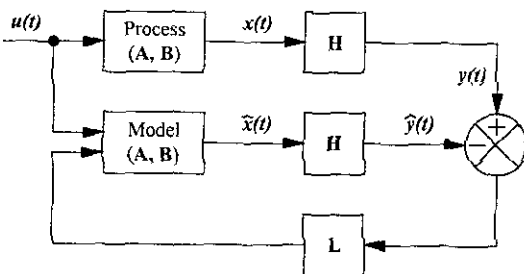 u(t)
Process
(A, B)
x(t)
H
y(t)
Model
(A, B)
x̂(t)
H
ŷ(t)
+
−
L